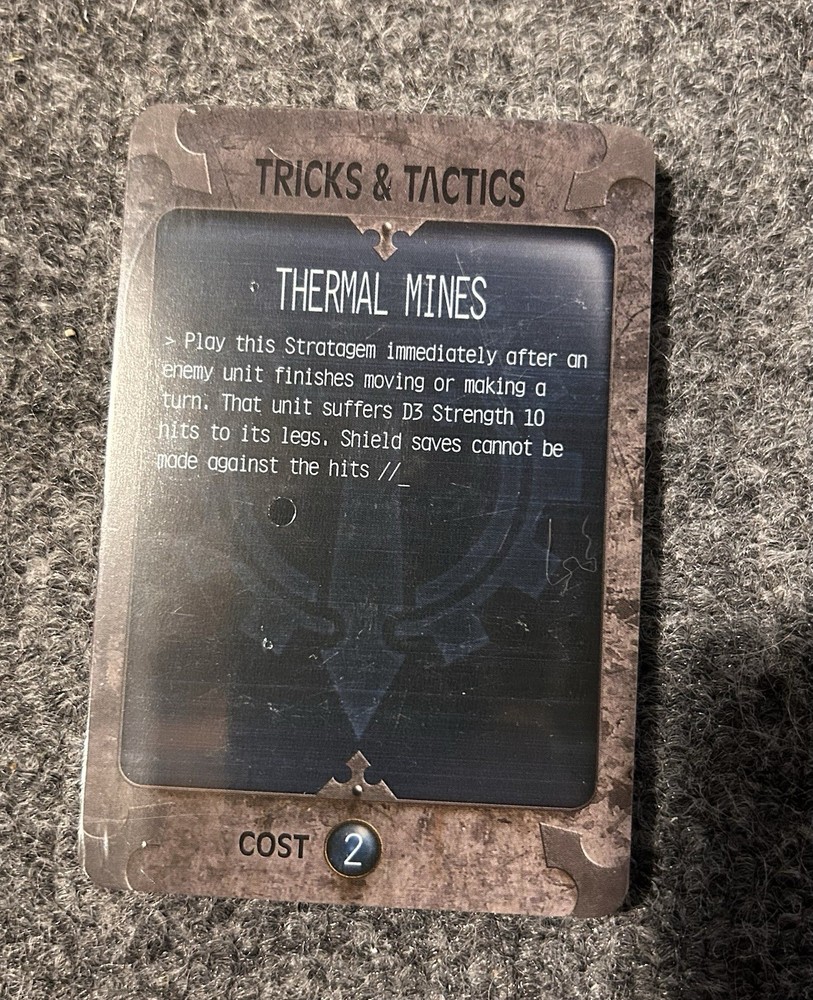 TRICKS & TACTICS
THERMAL MINES
> Play this Stratagem immediately after an
enemy unit finishes moving or making a
turn. That unit suffers D3 Strength 10
hits to its legs. Shield saves cannot be
made against the hits //_
COST 2